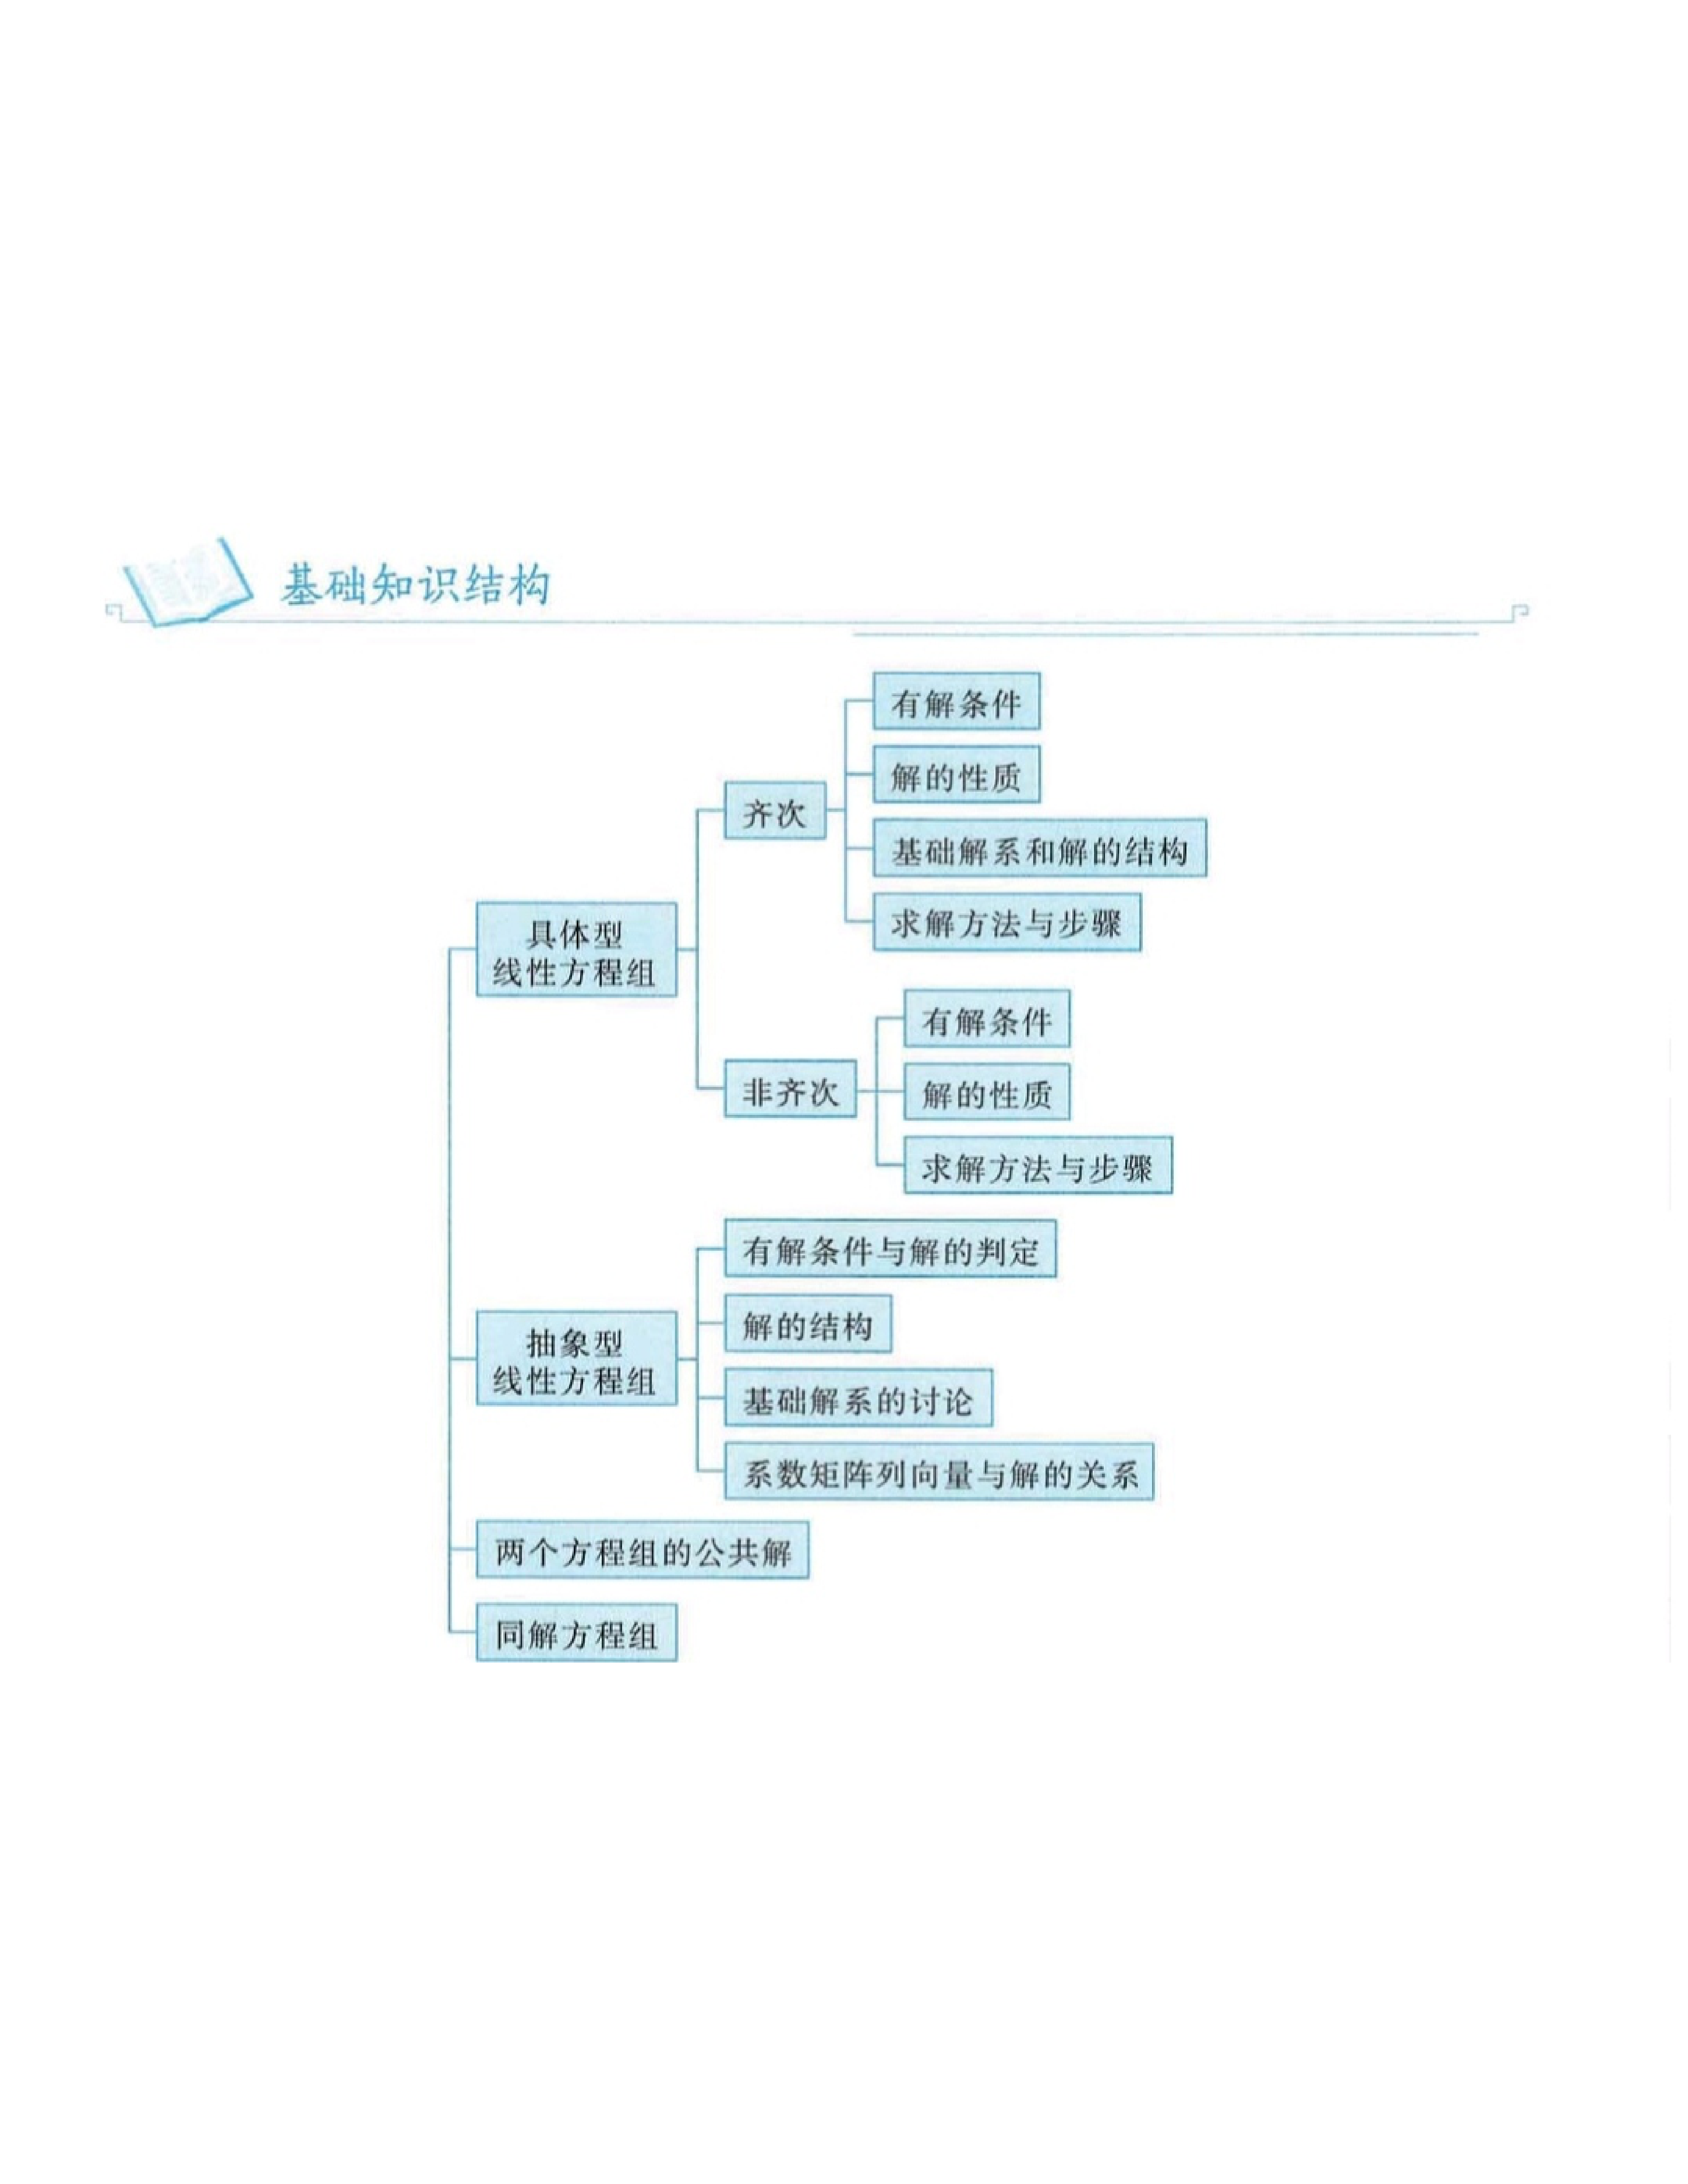 基础知识结构
有解条件
解的性质
齐次
基础解系和解的结构
求解方法与步骤
具体型
线性方程组
有解条件
非齐次
解的性质
求解方法与步骤
有解条件与解的判定
解的结构
抽象型
线性方程组
基础解系的讨论
系数矩阵列向量与解的关系
两个方程组的公共解
同解方程组